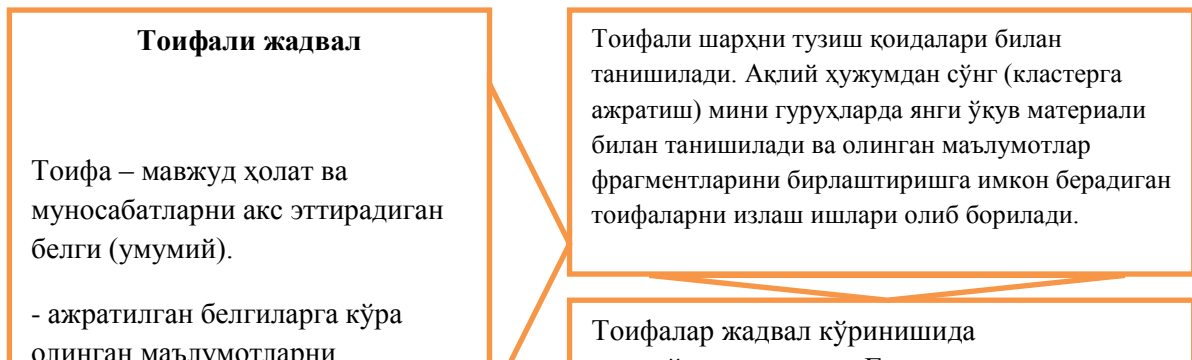 Тоифали жадвал
Тоифа – мавжуд ҳолат ва
муносабатларни акс эттирадиган
белги (умумий).
- ажратилган белгиларга кўра
олинган маълумотларни
Тоифали шарҳни тузиш қоидалари билан
танишилади. Ақлий ҳужумдан сўнг (кластерга
ажратиш) мини гуруҳларда янги ўқув материали
билан танишилади ва олинган маълумотлар
фрагментларини бирлаштиришга имкон берадиган
тоифаларни излаш ишлари олиб борилади.
Тоифалар жадвал кўринишида